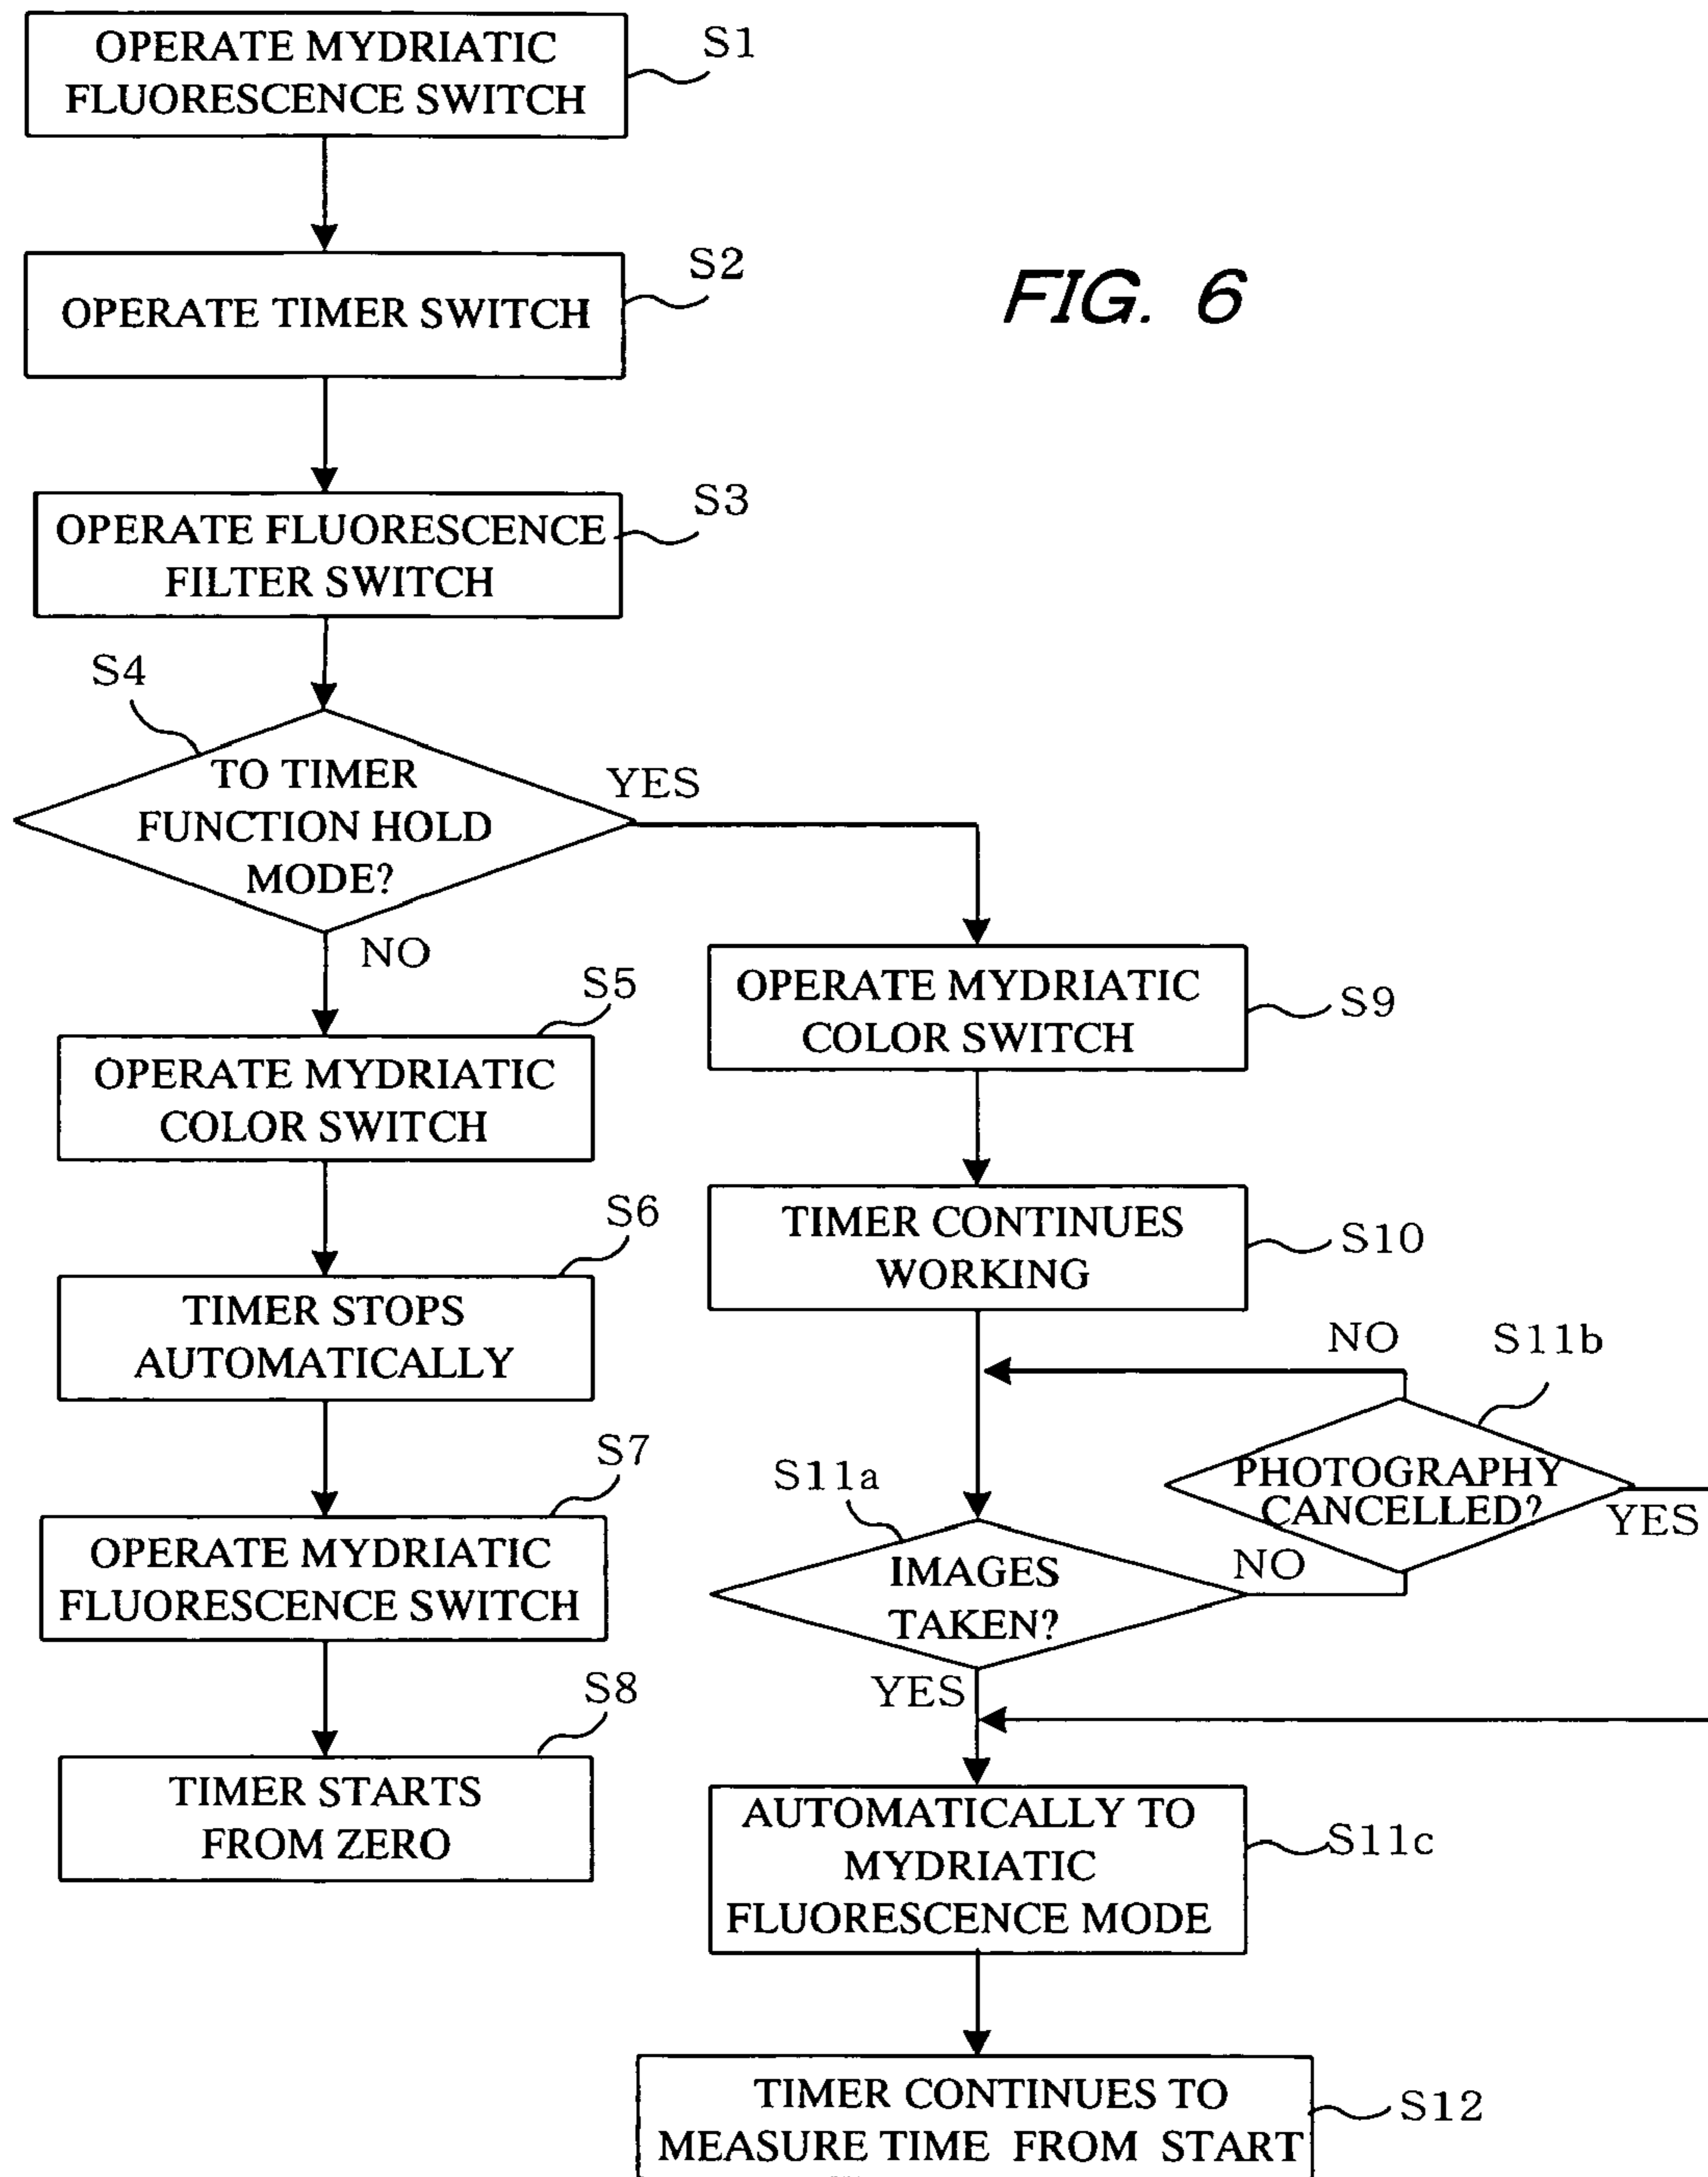 OPERATE MYDRIATIC
FLUORESCENCE SWITCH
S1
OPERATE TIMER SWITCH
S2
FIG. 6
OPERATE FLUORESCENCE
FILTER SWITCH
S3
S4
TO TIMER
FUNCTION HOLD
MODE?
YES
NO
S5
OPERATE MYDRIATIC
COLOR SWITCH
S6
TIMER STOPS
AUTOMATICALLY
S7
OPERATE MYDRIATIC
FLUORESCENCE SWITCH
S8
TIMER STARTS
FROM ZERO
OPERATE MYDRIATIC
COLOR SWITCH
S9
TIMER CONTINUES
WORKING
S10
NO
S11b
PHOTOGRAPHY
CANCELLED?
YES
S11a
IMAGES
TAKEN?
NO
YES
AUTOMATICALLY TO
MYDRIATIC
FLUORESCENCE MODE
S11c
TIMER CONTINUES TO
MEASURE TIME FROM START
S12